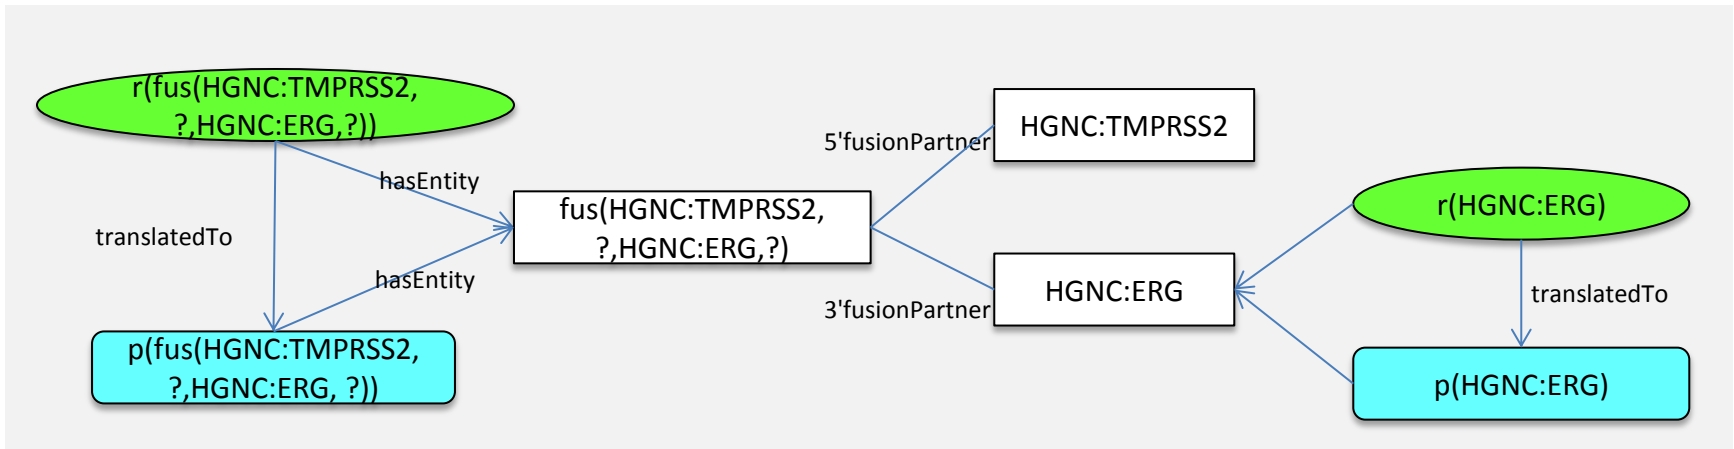 r(fus(HGNC:TMPRSS2,
?,HGNC:ERG,?))
hasEntity
translatedTo
hasEntity
p(fus(HGNC:TMPRSS2,
?,HGNC:ERG, ?))
fus(HGNC:TMPRSS2,
?,HGNC:ERG,?)
5'fusionPartner
HGNC:TMPRSS2
3'fusionPartner
HGNC:ERG
r(HGNC:ERG)
translatedTo
p(HGNC:ERG)